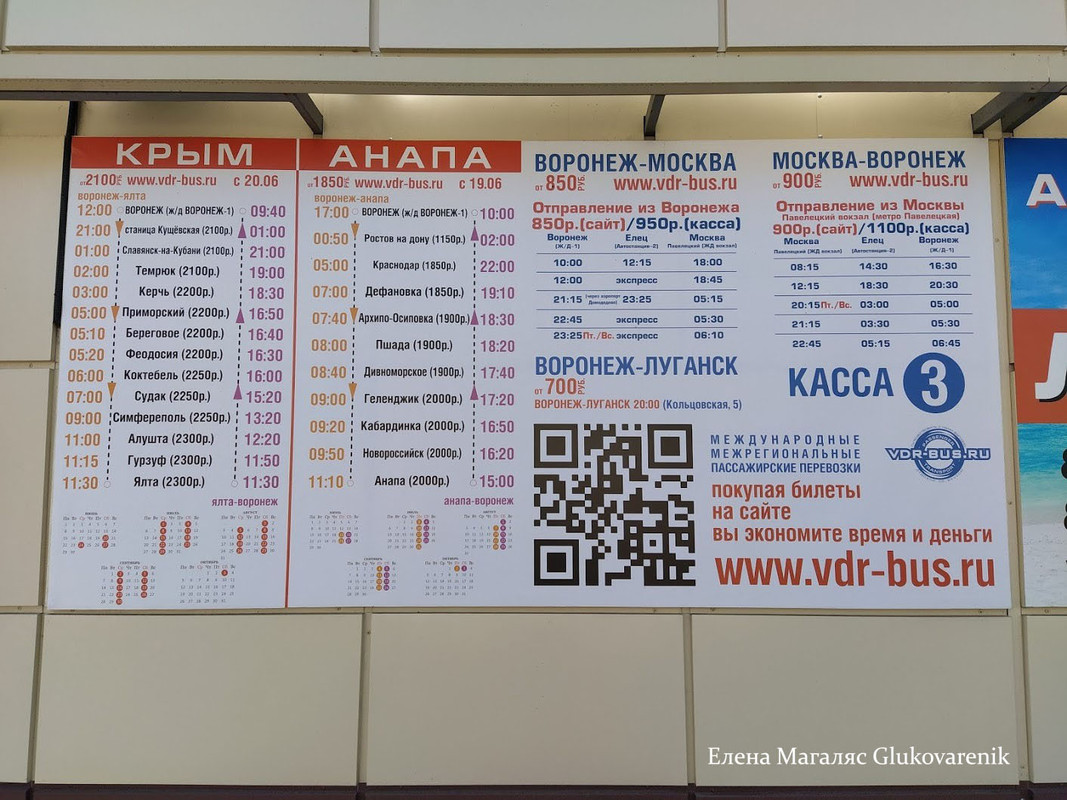 КРЫМ
от 2100 РУБ. www.vdr-bus.ru с 20.06
воронеж-ялта
12:00 ВОРОНЕЖ (ж/д ВОРОНЕЖ-1) 09:40
21:00 станица Кущёвская (2100р.) 01:00
01:00 Славянск-на-Кубани (2100р.) 21:00
02:00 Темрюк (2100р.) 19:00
03:00 Керчь (2200р.) 18:30
05:00 Приморский (2200р.) 16:50
05:10 Береговое (2200р.) 16:40
05:20 Феодосия (2200р.) 16:30
06:00 Коктебель (2250р.) 16:00
07:00 Судак (2250р.) 15:20
09:00 Симферополь (2250р.) 13:20
11:00 Алушта (2300р.) 12:20
11:15 Гурзуф (2300р.) 11:50
11:30 Ялта (2300р.) 11:30
ялта-воронеж
АНАПА
от 1850 РУБ. www.vdr-bus.ru с 19.06
воронеж-анапа
17:00 ВОРОНЕЖ (ж/д ВОРОНЕЖ-1) 10:00
00:50 Ростов на дону (1150р.) 02:00
05:00 Краснодар (1850р.) 22:00
07:00 Дефановка (1850р.) 19:10
07:40 Архипо-Осиповка (1900р.) 18:30
08:00 Пшада (1900р.) 18:20
08:40 Дивноморское (1900р.) 17:40
09:00 Геленджик (2000р.) 17:20
09:20 Кабардинка (2000р.) 16:50
09:50 Новороссийск (2000р.) 16:20
11:10 Анапа (2000р.) 15:00
анапа-воронеж
ВОРОНЕЖ-МОСКВА
от 850 РУБ. www.vdr-bus.ru
Отправление из Воронежа
850р.(сайт)/950р.(касса)
Воронеж Елец Москва
(Ж/Д-1) (Автостанция-2) Павелецкий (ЖД вокзал)
10:00 12:15 18:00
12:00 экспресс 18:45
21:15 (через аэропорт Домодедово) 23:25 05:15
22:45 экспресс 05:30
23:25 Пт./Вс. экспресс 06:10
МОСКВА-ВОРОНЕЖ
от 900 РУБ. www.vdr-bus.ru
Отправление из Москвы
Павелецкий вокзал (метро Павелецкая)
900р.(сайт)/1100р.(касса)
Москва Елец Воронеж
Павелецкий (ЖД вокзал) (Автостанция-2) (Ж/Д-1)
08:15 14:30 16:30
12:15 18:30 20:30
20:15 Пт./Вс. 03:00 05:00
21:15 03:30 05:30
22:45 05:15 06:45
ВОРОНЕЖ-ЛУГАНСК
от 700 РУБ.
ВОРОНЕЖ-ЛУГАНСК 20:00 (Кольцовская, 5)
КАССА 3
МЕЖДУНАРОДНЫЕ
МЕЖРЕГИОНАЛЬНЫЕ
ПАССАЖИРСКИЕ ПЕРЕВОЗКИ
PASSENGER
VDR-BUS.RU
TRANSPORT
покупая билеты
на сайте
вы экономите время и деньги
www.vdr-bus.ru
Елена Магаляс Glukovarenik